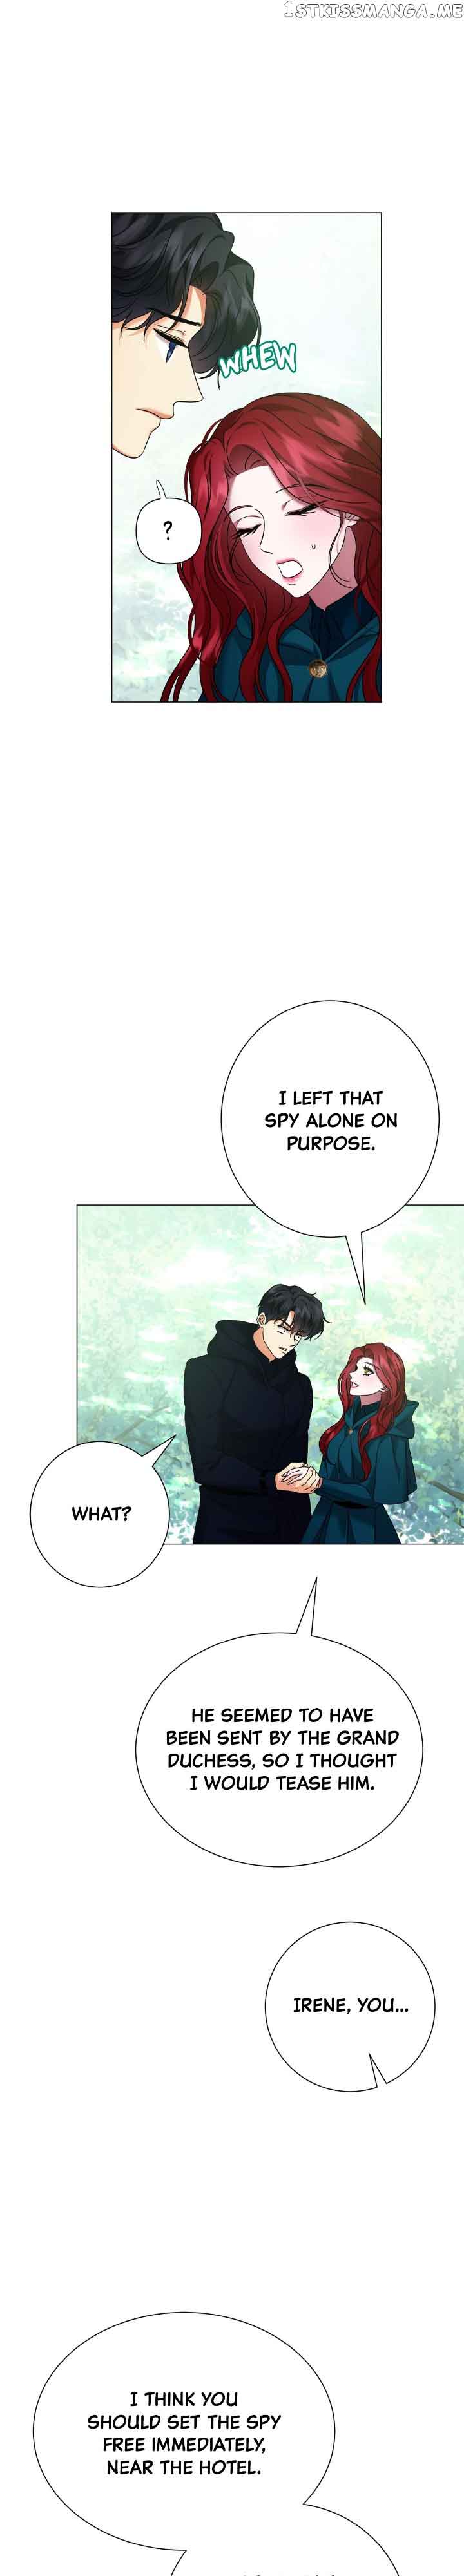 1STKISSMANGA.ME
WHEW
?
I LEFT THAT
SPY ALONE ON
PURPOSE.
WHAT?
HE SEEMED TO HAVE
BEEN SENT BY THE GRAND
DUCHESS, SO I THOUGHT
I WOULD TEASE HIM.
IRENE, YOU...
I THINK YOU
SHOULD SET THE SPY
FREE IMMEDIATELY,
NEAR THE HOTEL.